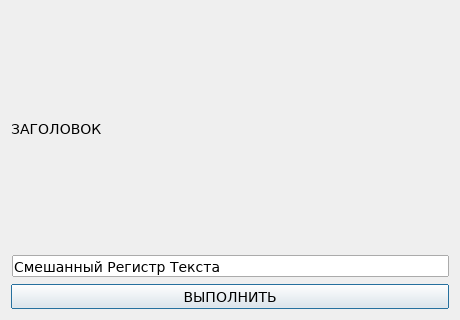 ЗАГОЛОВОК
Смешанный Регистр Текста
ВЫПОЛНИТЬ